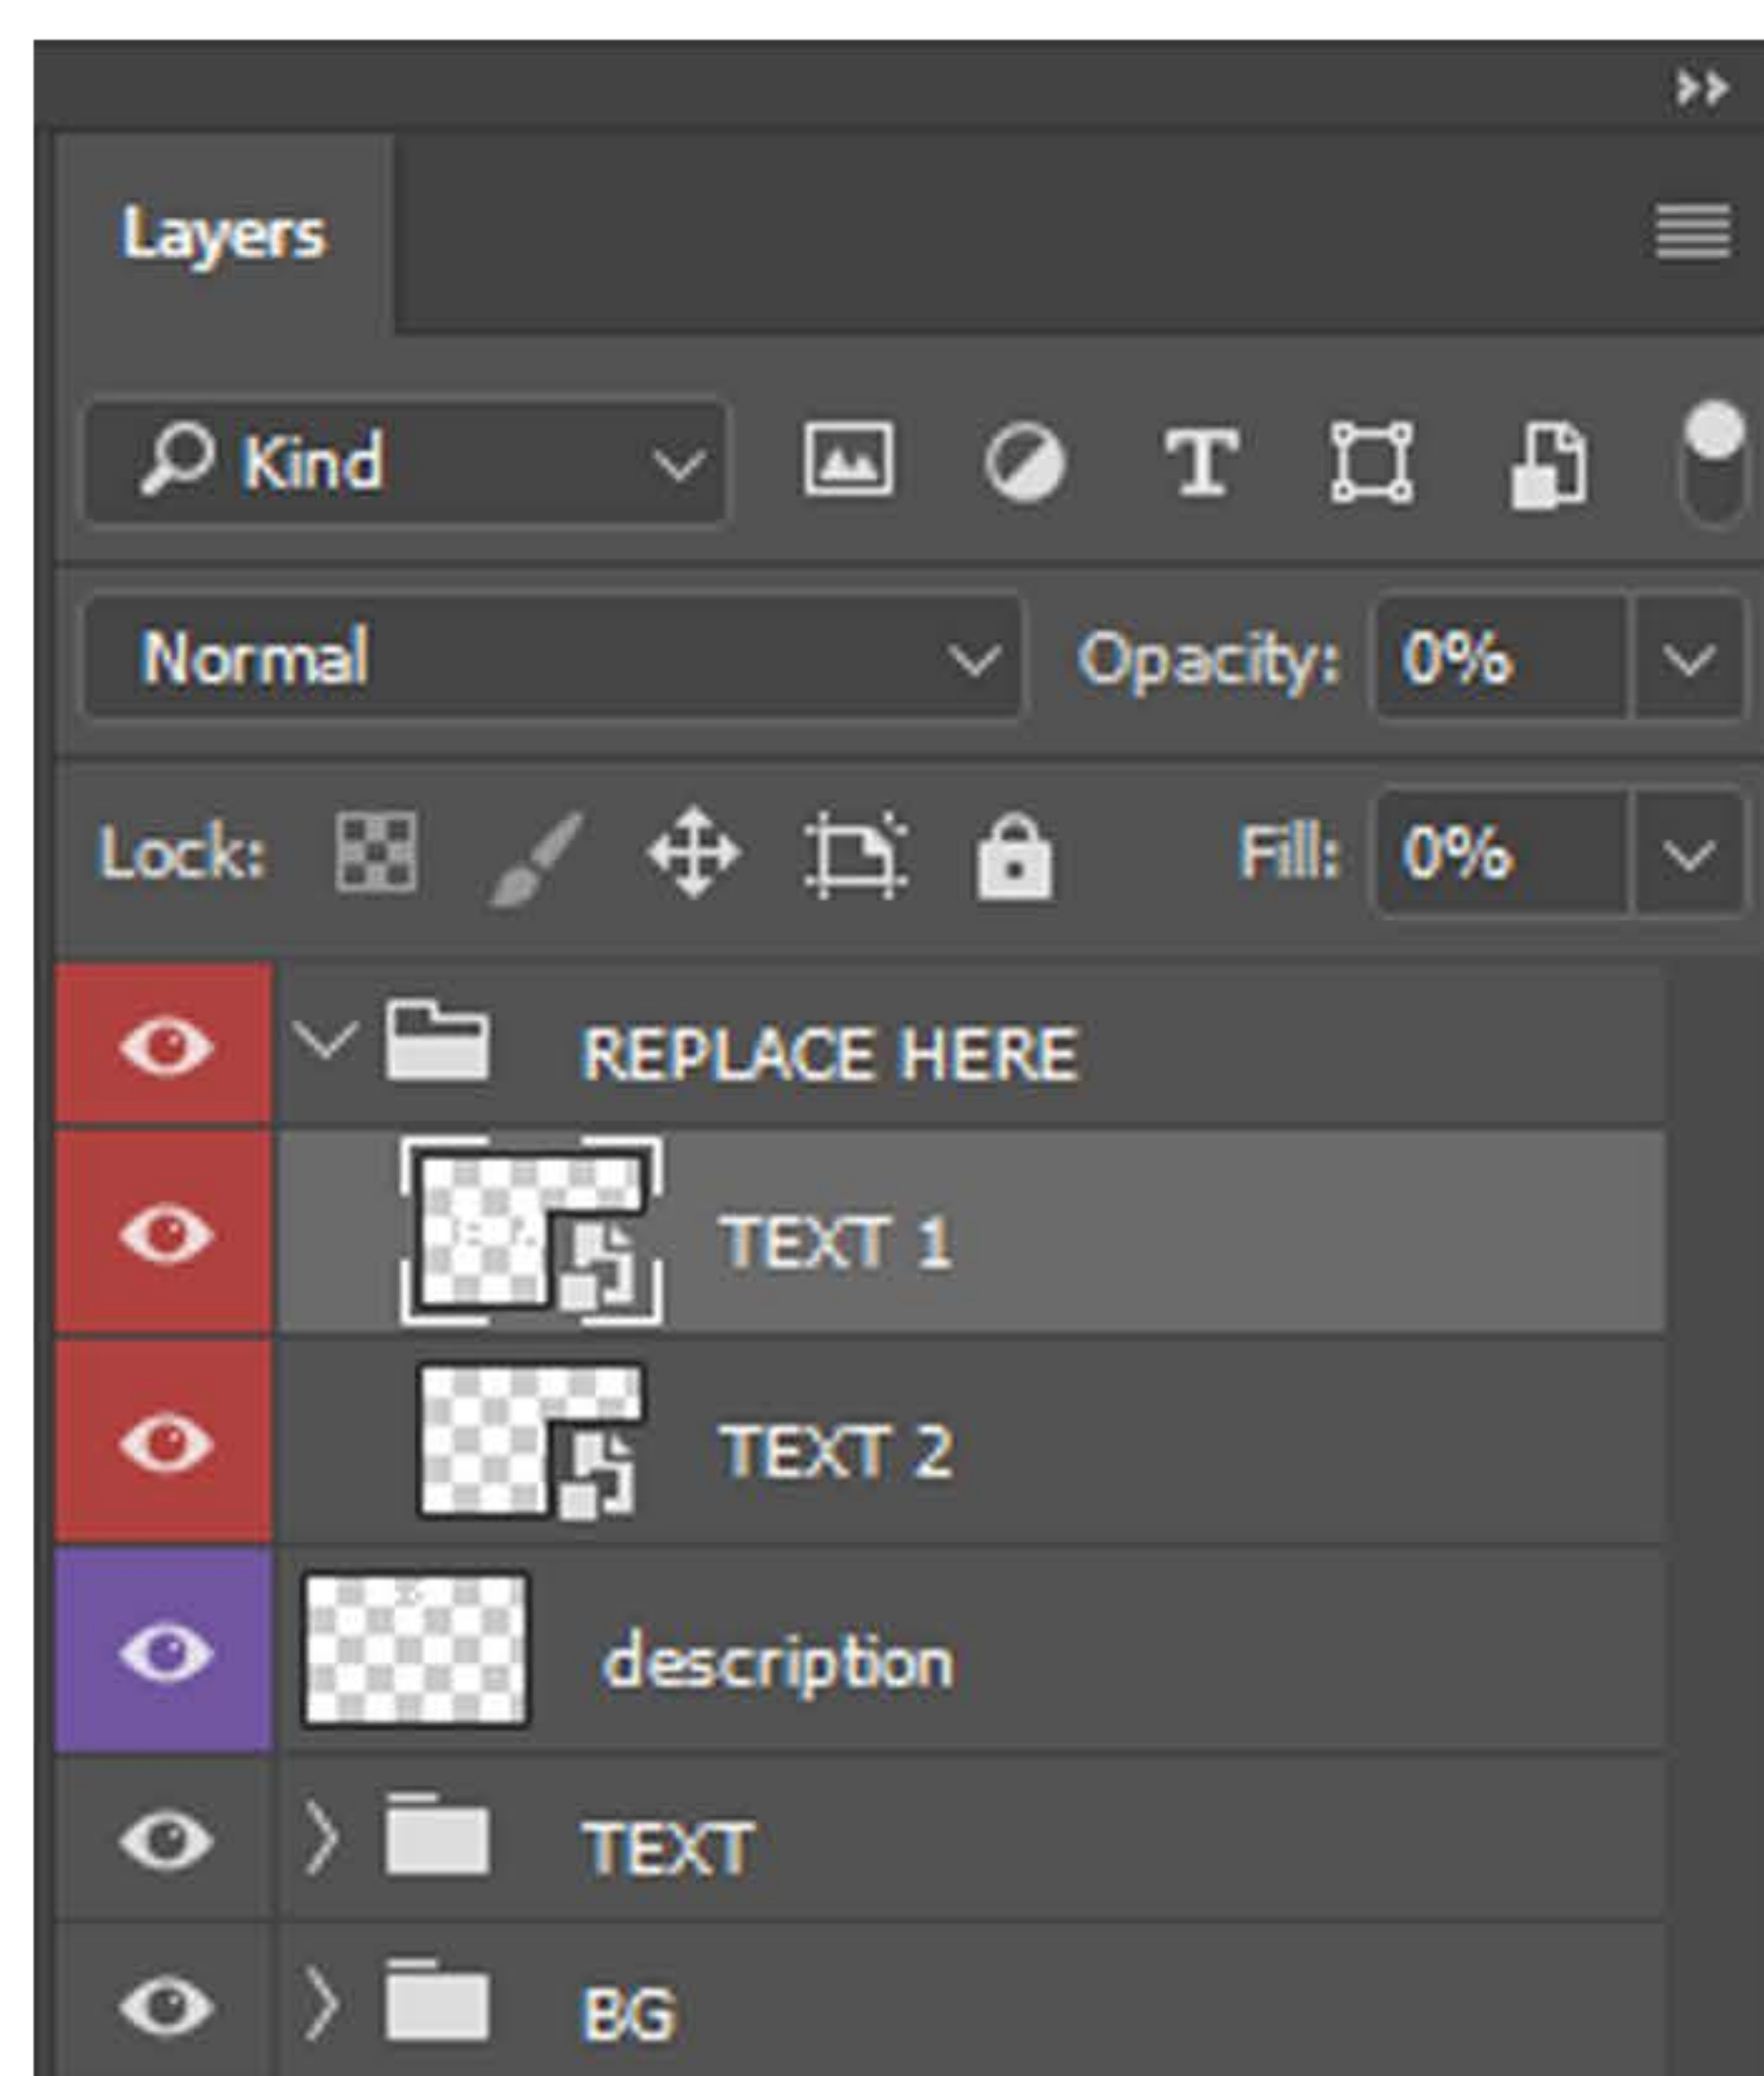 Layers
Kind
Normal Opacity: 0%
Lock: Fill: 0%
REPLACE HERE
TEXT 1
TEXT 2
description
TEXT
BG